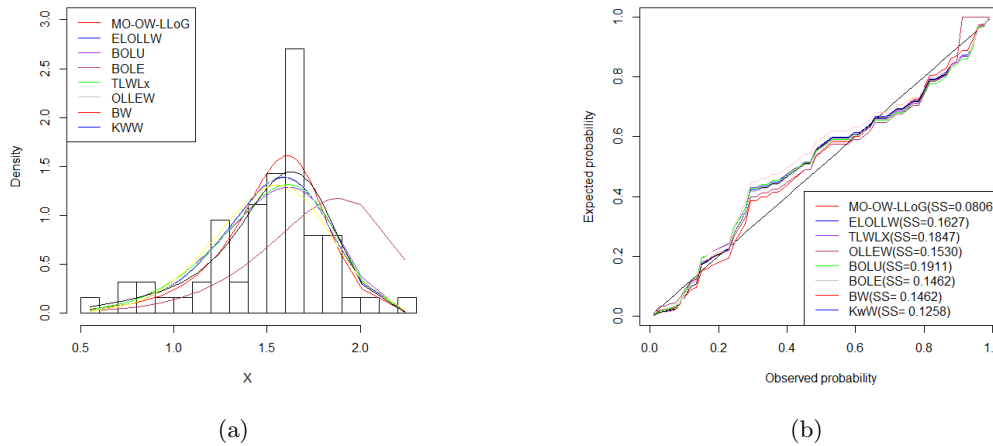 MO-OW-LLoG
ELOLLW
BOLU
BOLE
TLWLx
OLLEW
BW
KWW
Density
0.0
0.5
1.0
1.5
2.0
2.5
3.0
0.5
1.0
1.5
2.0
X
(a)
MO-OW-LLoG(SS=0.0806
ELOLLW(SS=0.1627)
TLWLX(SS=0.1847)
OLLEW(SS=0.1530)
BOLU(SS=0.1911)
BOLE(SS= 0.1462)
BW(SS= 0.1462)
KwW(SS= 0.1258)
Expected probability
0.0
0.2
0.4
0.6
0.8
1.0
0.0
0.2
0.4
0.6
0.8
1.0
Observed probability
(b)